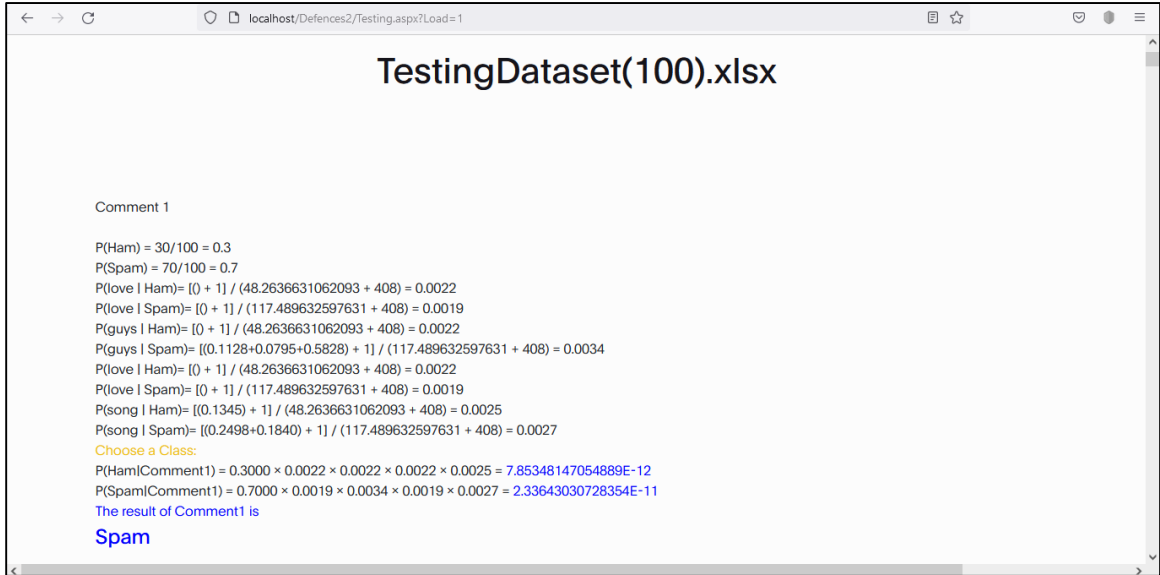 localhost/Defences2/Testing.aspx?Load=1
TestingDataset(100).xlsx
Comment 1
P(Ham) = 30/100 = 0.3
P(Spam) = 70/100 = 0.7
P(love | Ham)= [() + 1] / (48.2636631062093 + 408) = 0.0022
P(love | Spam)= [() + 1] / (117.489632597631 + 408) = 0.0019
P(guys | Ham)= [() + 1] / (48.2636631062093 + 408) = 0.0022
P(guys | Spam)= [(0.1128+0.0795+0.5828) + 1] / (117.489632597631 + 408) = 0.0034
P(love | Ham)= [() + 1] / (48.2636631062093 + 408) = 0.0022
P(love | Spam)= [() + 1] / (117.489632597631 + 408) = 0.0019
P(song | Ham)= [(0.1345) + 1] / (48.2636631062093 + 408) = 0.0025
P(song | Spam)= [(0.2498+0.1840) + 1] / (117.489632597631 + 408) = 0.0027
Choose a Class:
P(Ham|Comment1) = 0.3000 × 0.0022 × 0.0022 × 0.0022 × 0.0025 = 7.85348147054889E-12
P(Spam|Comment1) = 0.7000 × 0.0019 × 0.0034 × 0.0019 × 0.0027 = 2.33643030728354E-11
The result of Comment1 is
Spam